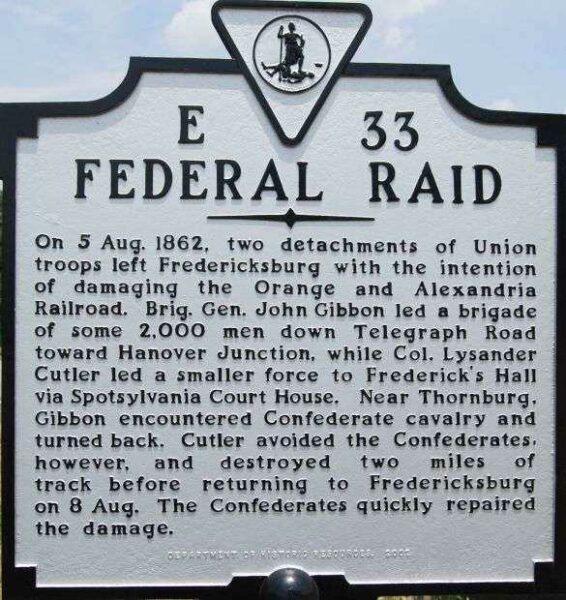 E 33
FEDERAL RAID
On 5 Aug. 1862, two detachments of Union
troops left Fredericksburg with the intention
of damaging the Orange and Alexandria
Railroad. Brig. Gen. John Gibbon led a brigade
of some 2,000 men down Telegraph Road
toward Hanover Junction, while Col. Lysander
Cutler led a smaller force to Frederick's Hall
via Spotsylvania Court House. Near Thornburg,
Gibbon encountered Confederate cavalry and
turned back. Cutler avoided the Confederates,
however, and destroyed two miles of
track before returning to Fredericksburg
on 8 Aug. The Confederates quickly repaired
the damage.
DEPARTMENT OF HISTORIC RESOURCES, 2002